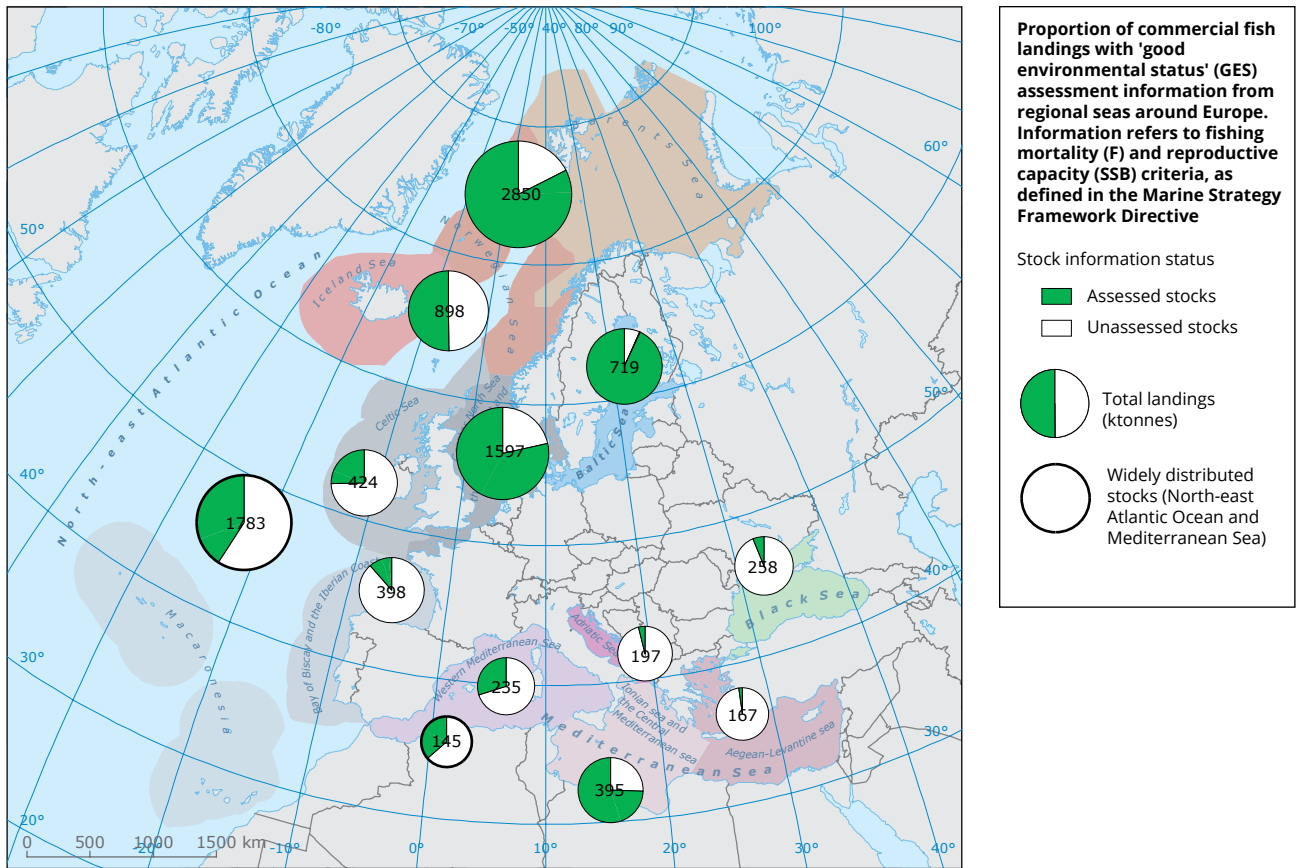 -80°
-70°
-50°
40°
80°
90°
100°
60°
50°
50°
40°
40°
30°
30°
20°
-20°
-10°
0°
10°
20°
30°
40°
Barents Sea
Norwegian Sea
Iceland Sea
North-east Atlantic Ocean
Celtic Sea
North Sea
and
Baltic Sea
Bay of Biscay and the Iberian Coast
Macaronesia
Black Sea
Adriatic Sea
Western Mediterranean Sea
Ionian sea and
the Central
Mediterranean sea
Aegean-Levantine sea
Mediterranean Sea
2850
898
719
1597
424
1783
398
258
197
235
167
145
395
0 500 1000 1500 km
Proportion of commercial fish
landings with 'good
environmental status' (GES)
assessment information from
regional seas around Europe.
Information refers to fishing
mortality (F) and reproductive
capacity (SSB) criteria, as
defined in the Marine Strategy
Framework Directive
Stock information status
Assessed stocks
Unassessed stocks
Total landings
(ktonnes)
Widely distributed
stocks (North-east
Atlantic Ocean and
Mediterranean Sea)